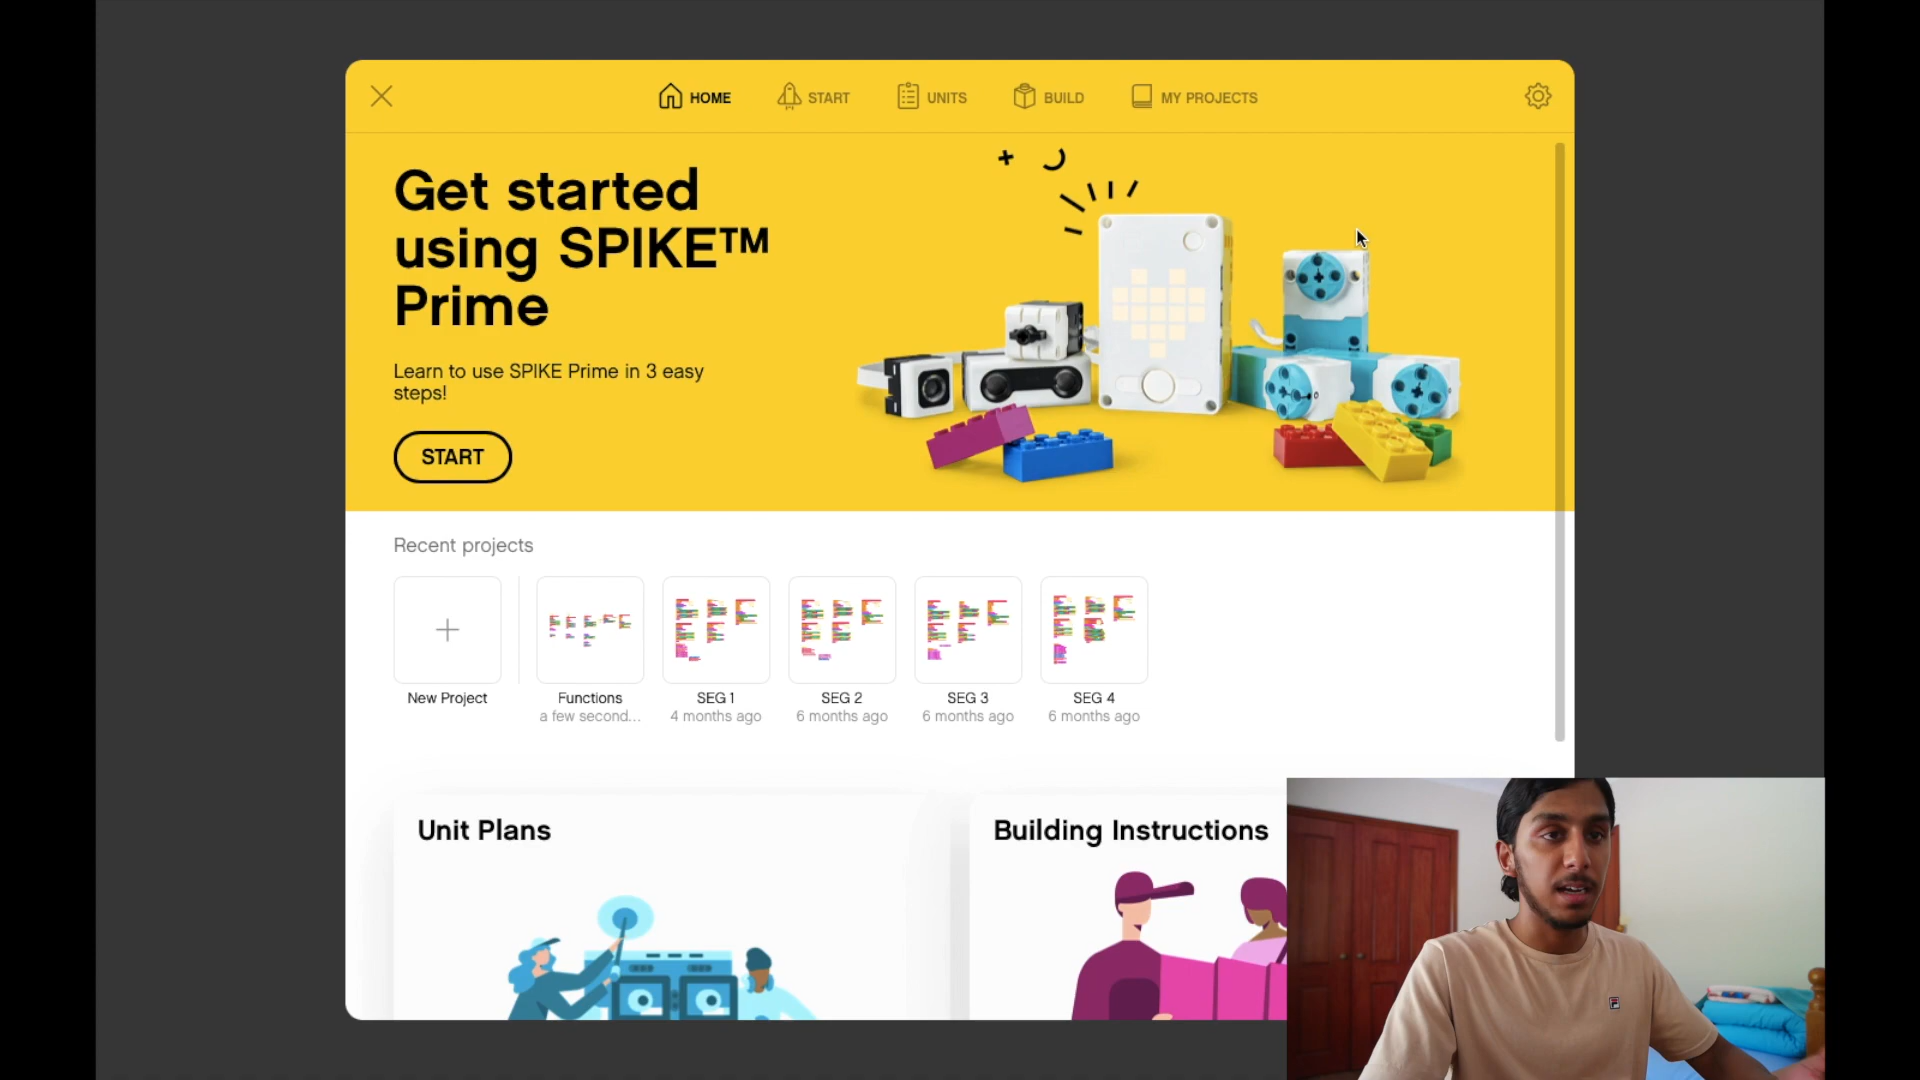 HOME
START
UNITS
BUILD
MY PROJECTS
Get started
using SPIKE™
Prime
Learn to use SPIKE Prime in 3 easy
steps!
START
Recent projects
New Project
Functions
a few second...
SEG 1
4 months ago
SEG 2
6 months ago
SEG 3
6 months ago
SEG 4
6 months ago
Unit Plans
Building Instructions